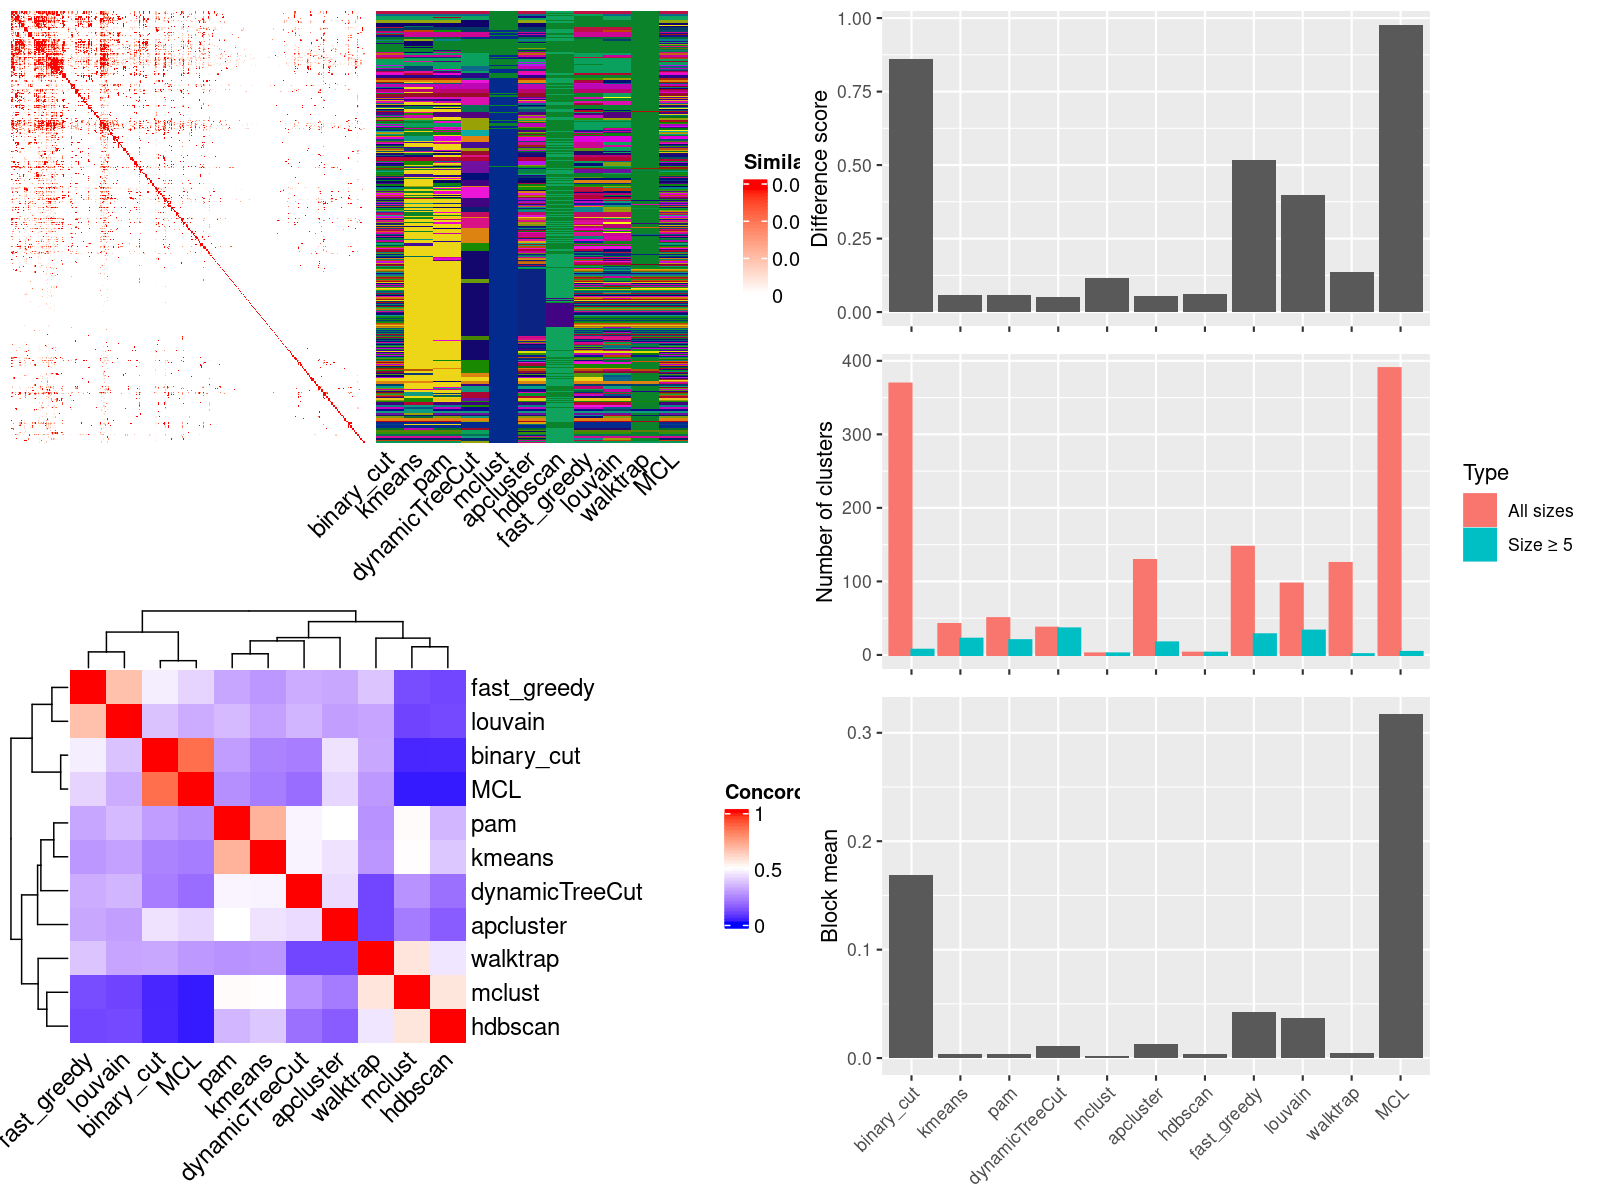 Simila
0.0
0.0
0.0
0
binary_cut
kmeans
pam
dynamicTreeCut
mclust
apcluster
hdbscan
fast_greedy
louvain
walktrap
MCL
fast_greedy
louvain
binary_cut
MCL
pam
kmeans
dynamicTreeCut
apcluster
walktrap
mclust
hdbscan
Concord
1
0.5
0
fast_greedy
louvain
binary_cut
MCL
pam
kmeans
dynamicTreeCut
apcluster
walktrap
mclust
hdbscan
Difference score
1.00
0.75
0.50
0.25
0.00
Number of clusters
400
300
200
100
0
Type
All sizes
Size ≥ 5
Block mean
0.3
0.2
0.1
0.0
binary_cut
kmeans
pam
dynamicTreeCut
mclust
apcluster
hdbscan
fast_greedy
louvain
walktrap
MCL